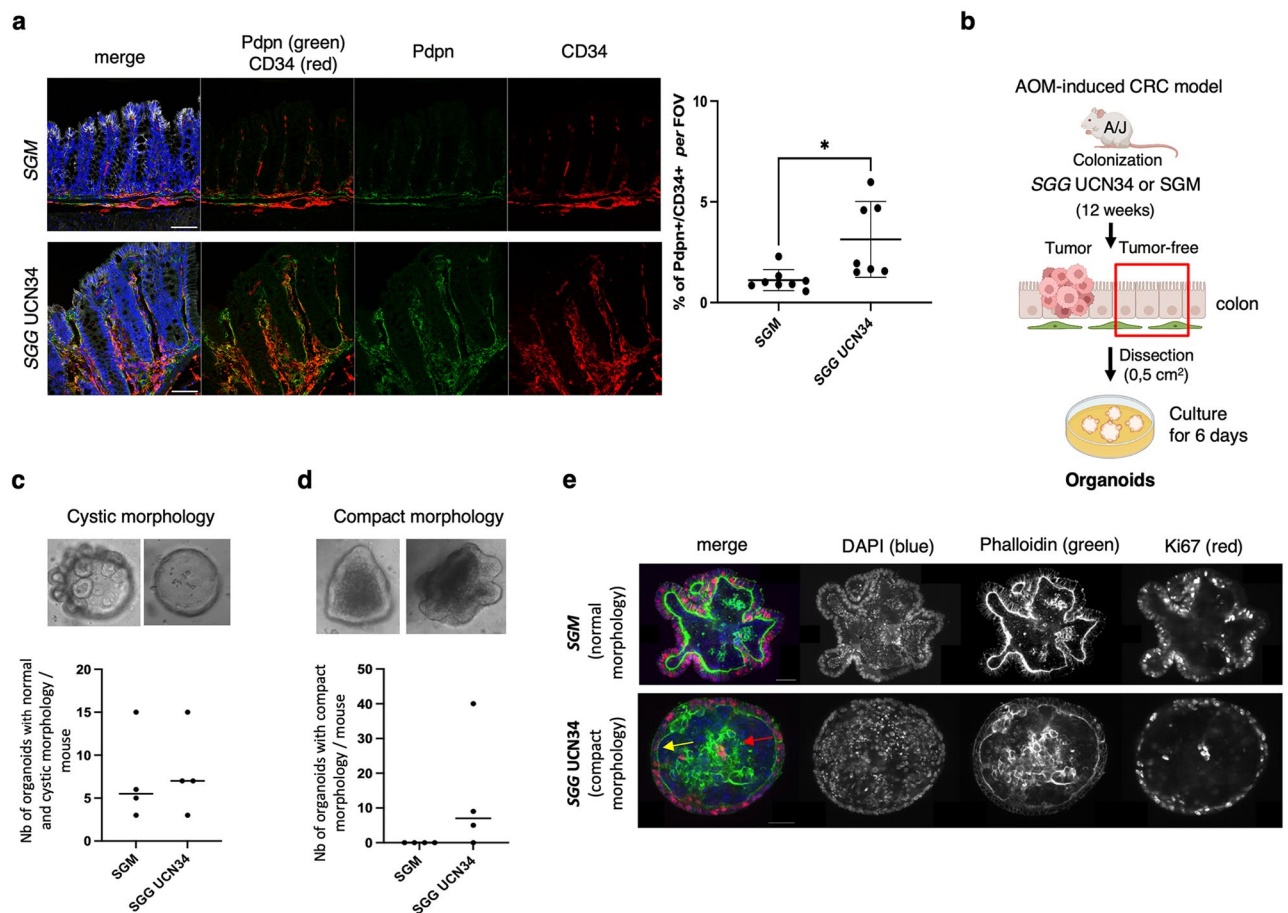 a
merge
Pdpn (green)
CD34 (red)
Pdpn
CD34
SGM
SGG UCN34
% of Pdpn+/CD34+ per FOV
10
5
0
*
SGM
SGG UCN34
b
AOM-induced CRC model
A/J
Colonization
SGG UCN34 or SGM
(12 weeks)
Tumor
Tumor-free
colon
Dissection
(0,5 cm²)
Culture
for 6 days
Organoids
c
Cystic morphology
Nb of organoids with normal
and cystic morphology /
mouse
20
15
10
5
0
SGM
SGG UCN34
d
Compact morphology
Nb of organoids with compact
morphology / mouse
50
40
30
20
10
0
SGM
SGG UCN34
e
merge
DAPI (blue)
Phalloidin (green)
Ki67 (red)
SGM
(normal
morphology)
SGG UCN34
(compact
morphology)